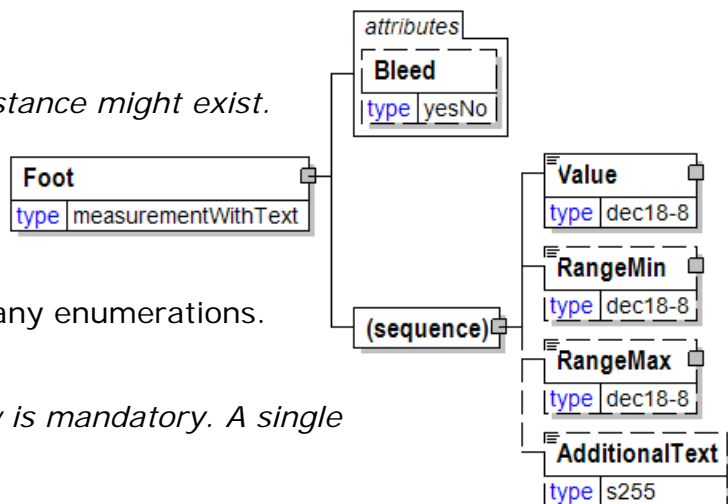 attributes
Bleed
type yesNo
stance might exist.
Foot
type measurementWithText
Value
type dec18-8
RangeMin
type dec18-8
any enumerations.
(sequence)
RangeMax
type dec18-8
is mandatory. A single
AdditionalText
type s255